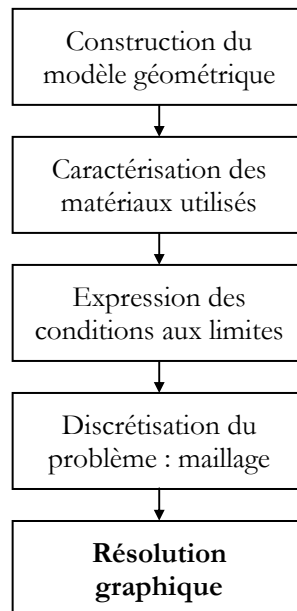 Construction du
modèle géométrique
Caractérisation des
matériaux utilisés
Expression des
conditions aux limites
Discrétisation du
problème : maillage
Résolution
graphique